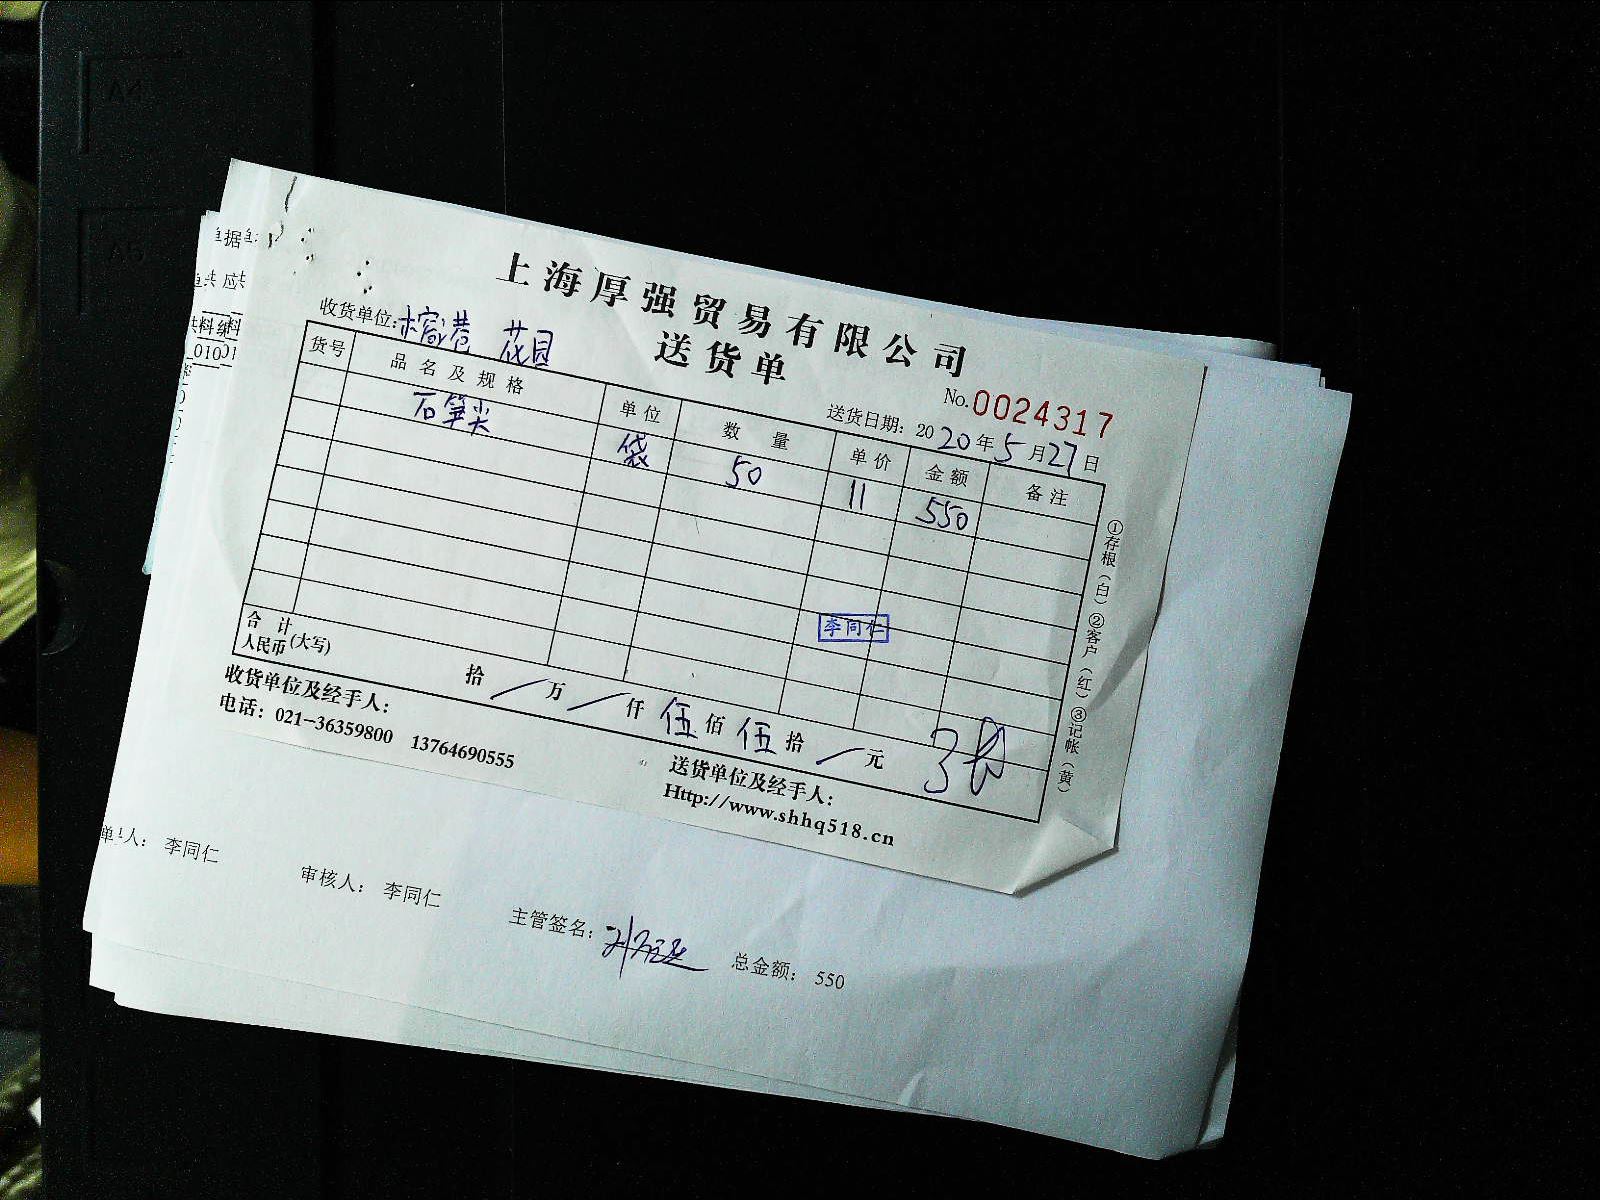 上海厚强贸易有限公司
送货单
收货单位: 花园
No.0024317
送货日期: 2020年5月27日
货号 品名及规格 单位 数量 单价 金额 备注
石笋尖 袋 50 11 550
李同仁
合计
人民币(大写) 拾／万／仟伍佰伍拾／元
收货单位及经手人:
送货单位及经手人:
电话: 021-36359800 13764690555
Http://www.shhq518.cn
①存根(白) ②客户(红) ③记帐(黄)
单人: 李同仁
审核人: 李同仁
主管签名:
总金额: 550
A4
A5